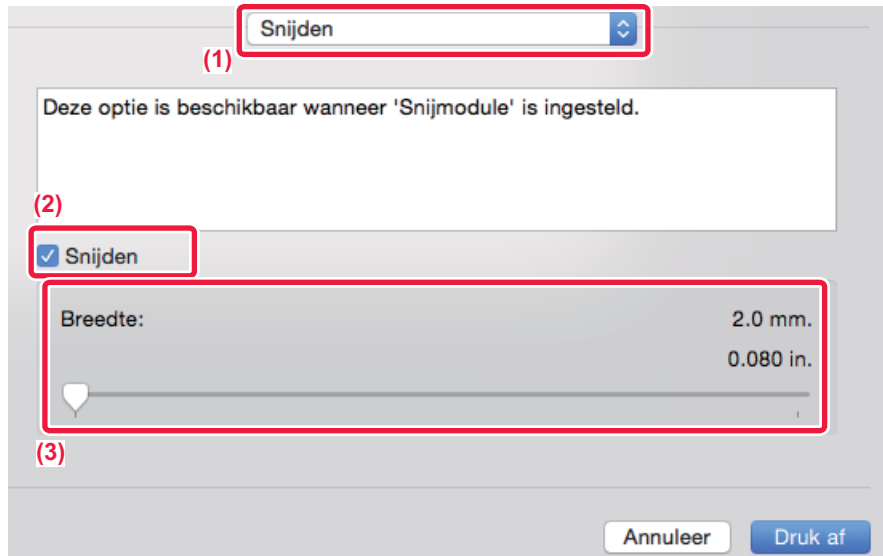 Snijden
(1)
Deze optie is beschikbaar wanneer 'Snijmodule' is ingesteld.
(2)
Snijden
Breedte: 2.0 mm.
0.080 in.
(3)
Annuleer Druk af